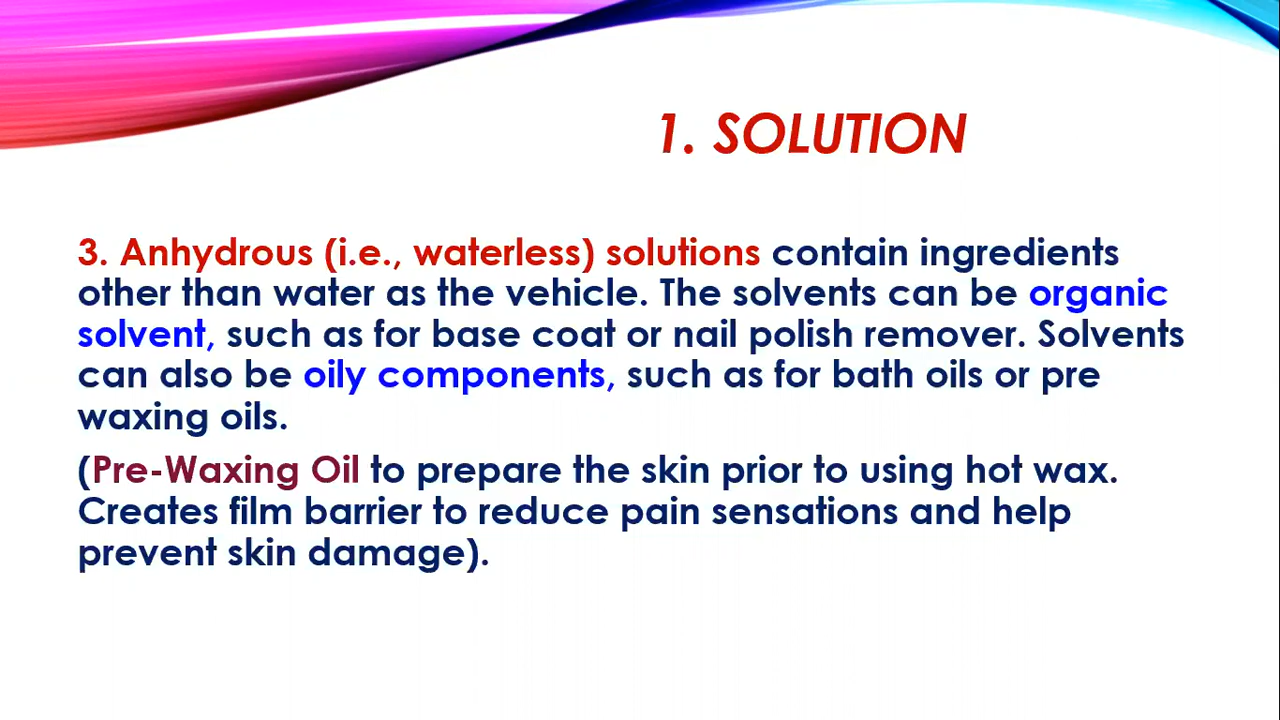 1. SOLUTION
3. Anhydrous (i.e., waterless) solutions contain ingredients
other than water as the vehicle. The solvents can be organic
solvent, such as for base coat or nail polish remover. Solvents
can also be oily components, such as for bath oils or pre
waxing oils.
(Pre-Waxing Oil to prepare the skin prior to using hot wax.
Creates film barrier to reduce pain sensations and help
prevent skin damage).